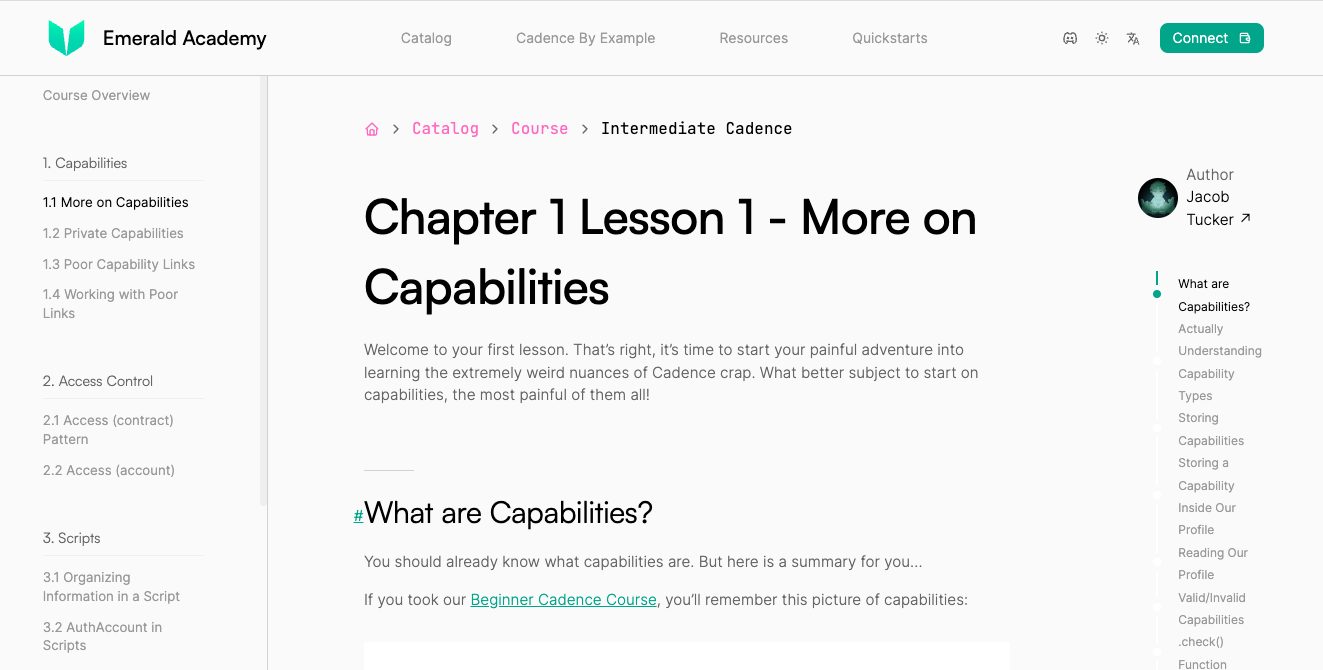 Emerald Academy
Catalog
Cadence By Example
Resources
Quickstarts
Connect
Course Overview
1. Capabilities
1.1 More on Capabilities
1.2 Private Capabilities
1.3 Poor Capability Links
1.4 Working with Poor
Links
2. Access Control
2.1 Access (contract)
Pattern
2.2 Access (account)
3. Scripts
3.1 Organizing
Information in a Script
3.2 AuthAccount in
Scripts
Catalog > Course > Intermediate Cadence
Chapter 1 Lesson 1 - More on
Capabilities
Welcome to your first lesson. That’s right, it’s time to start your painful adventure into
learning the extremely weird nuances of Cadence crap. What better subject to start on
capabilities, the most painful of them all!
#What are Capabilities?
You should already know what capabilities are. But here is a summary for you…
If you took our Beginner Cadence Course, you’ll remember this picture of capabilities:
Author
Jacob
Tucker ↗
What are
Capabilities?
Actually
Understanding
Capability
Types
Storing
Capabilities
Storing a
Capability
Inside Our
Profile
Reading Our
Profile
Valid/Invalid
Capabilities
.check()
Function